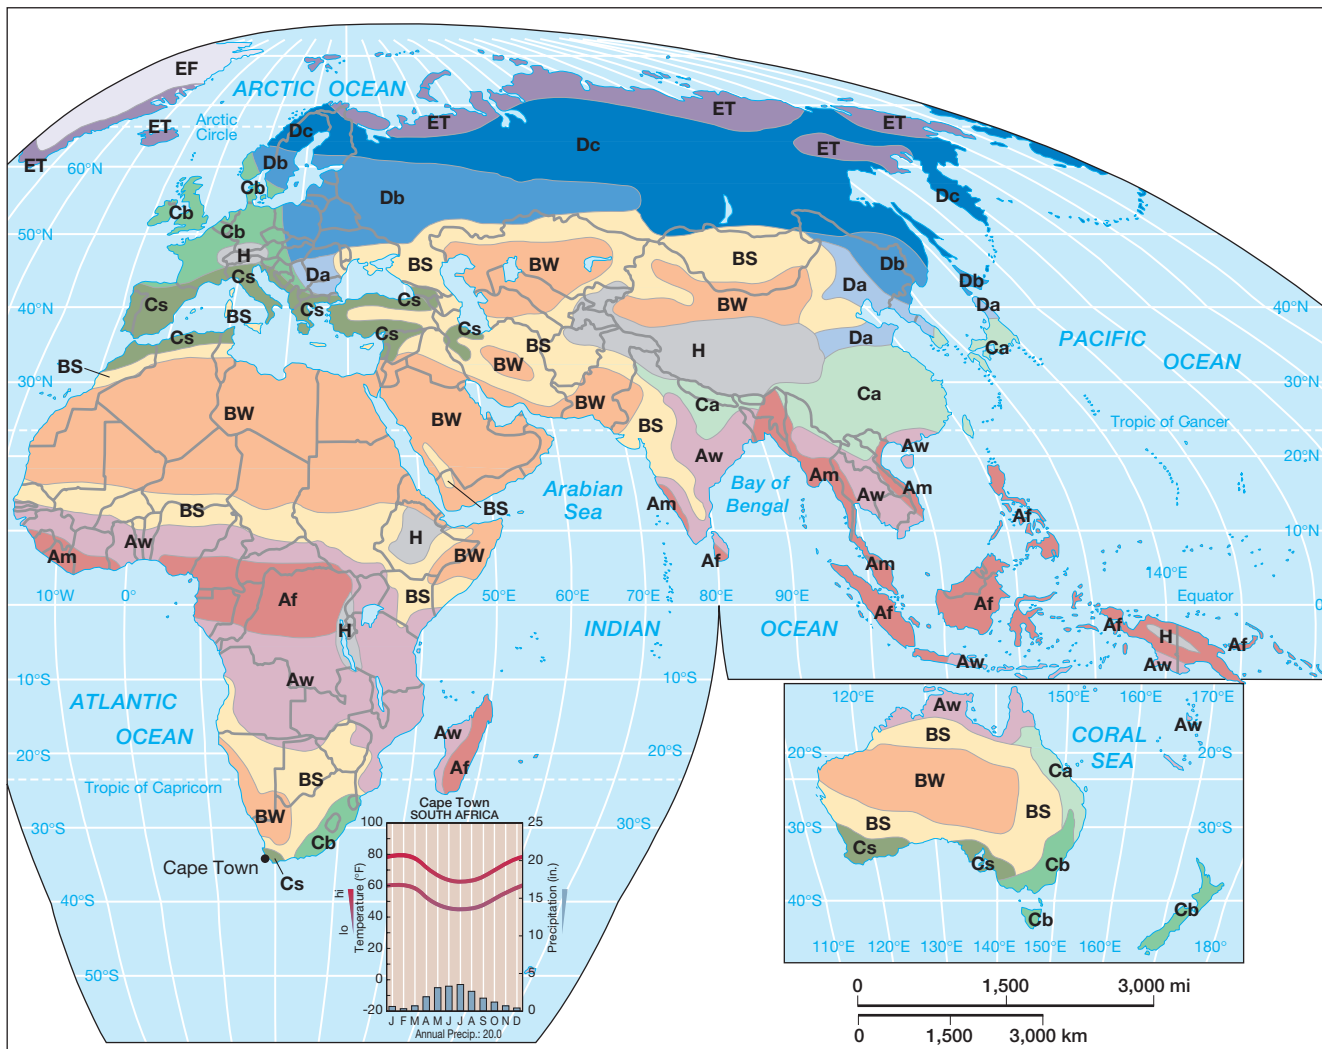 EF
ARCTIC OCEAN
ET
Arctic
Circle
ET
ET
ET
ET
ET
Dc
Dc
Dc
60°N
Db
Cb
Cb
Db
50°N
Cb
H
Da
BS
BW
BS
Db
Db
Da
Da
40°N
Cs
Cs
BS
Cs
Cs
Cs
Cs
Cs
BS
BW
BW
H
Da
Ca
40°N
PACIFIC
OCEAN
BS
30°N
BW
BW
BW
BS
Ca
Ca
30°N
Tropic of Cancer
20°N
Aw
Aw
20°N
BS
BS
Arabian
Sea
Am
Bay of
Bengal
Am
Aw
Am
Af
10°N
Am
Aw
H
BW
Af
Am
Af
BS
10°W
0°
50°E
60°E
70°E
80°E
90°E
140°E
Equator
0°
H
INDIAN
OCEAN
Af
Af
Af
H
Af
Aw
Aw
10°S
Aw
10°S
ATLANTIC
OCEAN
Aw
Af
20°S
20°S
Tropic of Capricorn
BS
BW
30°S
Cb
30°S
Cape Town
Cs
40°S
50°S
Cape Town
SOUTH AFRICA
100
80
60
40
20
0
-20
lo
hi
Temperature (°F)
25
20
15
10
5
0
Precipitation (in.)
J F M A M J J A S O N D
Annual Precip.: 20.0
120°E
150°E
160°E
170°E
Aw
BS
CORAL
SEA
Aw
20°S
20°S
Ca
BW
BS
BS
30°S
30°S
Cs
Cs
Cb
40°S
Cb
Cb
40°S
110°E
120°E
130°E
140°E
150°E
160°E
180°
0
1,500
3,000 mi
0
1,500
3,000 km